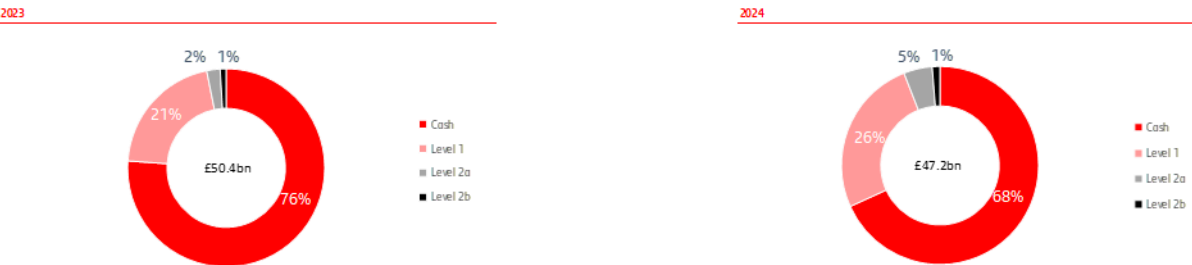 2023
2% 1%
21%
£50.4bn
76%
Cash
Level 1
Level 2a
Level 2b
2024
5% 1%
26%
£47.2bn
68%
Cash
Level 1
Level 2a
Level 2b